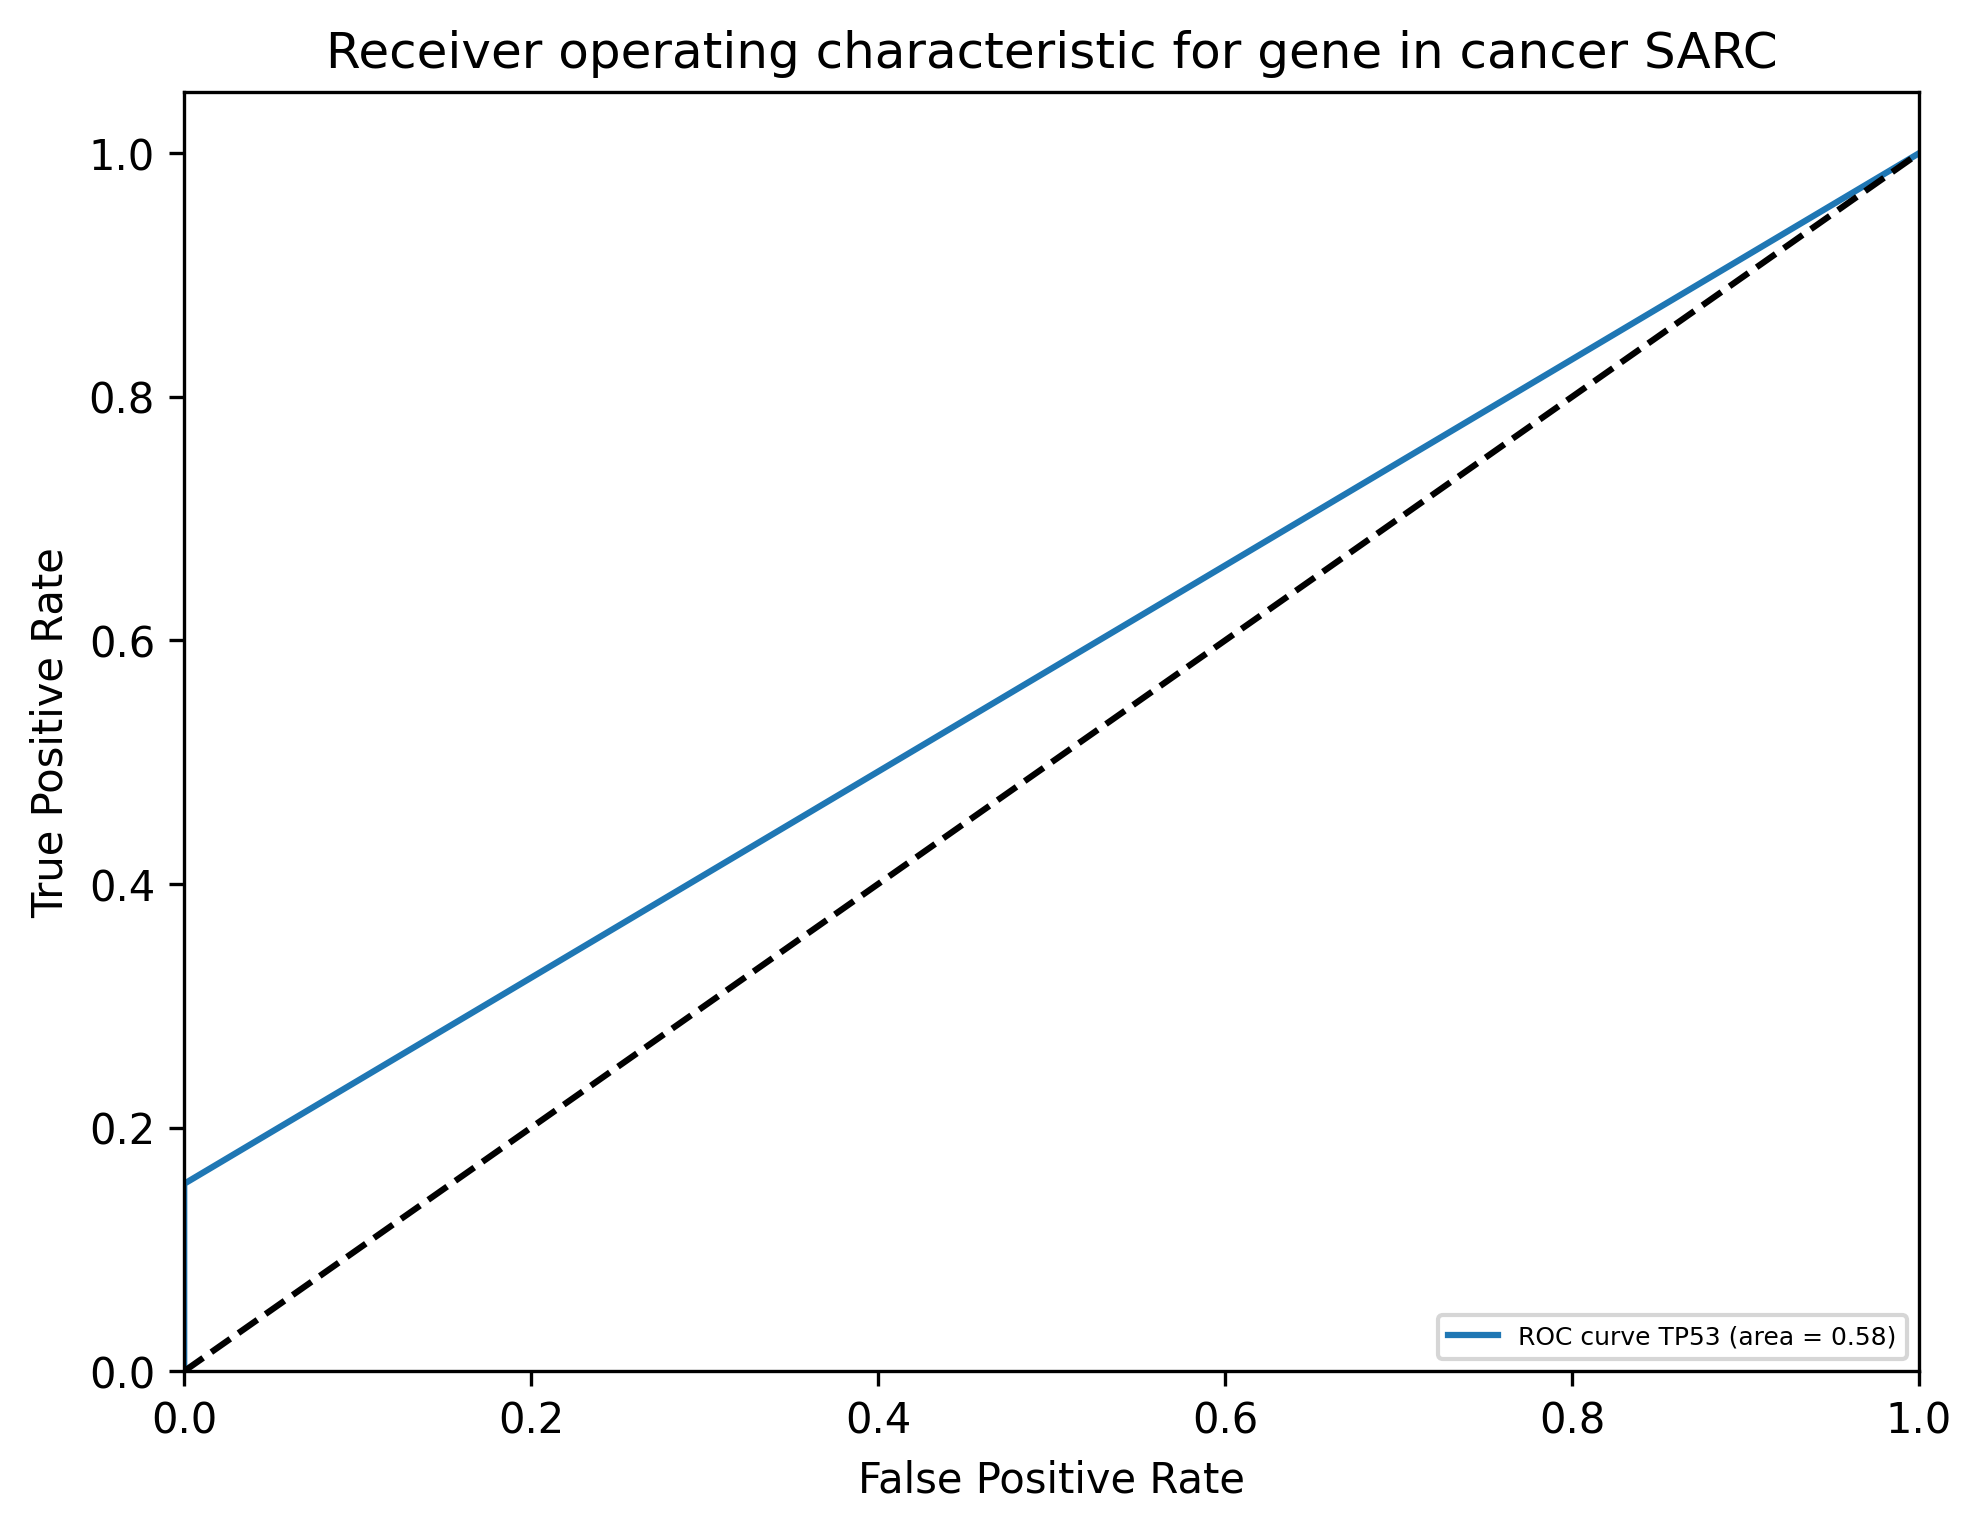 Receiver operating characteristic for gene in cancer SARC
1.0
0.8
0.6
0.4
0.2
0.0
True Positive Rate
ROC curve TP53 (area = 0.58)
0.0 0.2 0.4 0.6 0.8 1.0
False Positive Rate